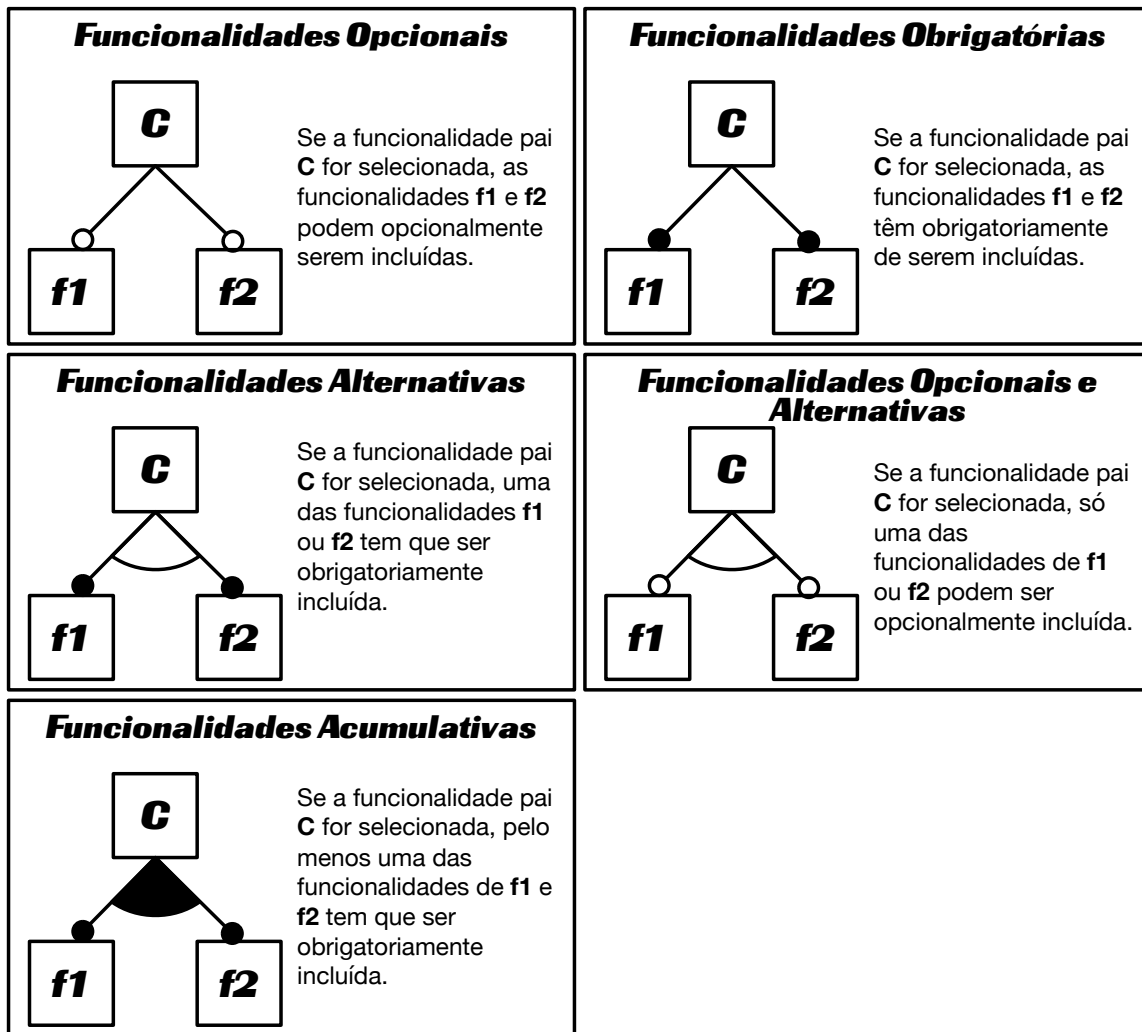 Funcionalidades Opcionais
C
Se a funcionalidade pai
C for selecionada, as
funcionalidades f1 e f2
podem opcionalmente
serem incluídas.
f1 f2
Funcionalidades Obrigatórias
C
Se a funcionalidade pai
C for selecionada, as
funcionalidades f1 e f2
têm obrigatoriamente
de serem incluídas.
f1 f2
Funcionalidades Alternativas
C
Se a funcionalidade pai
C for selecionada, uma
das funcionalidades f1
ou f2 tem que ser
obrigatoriamente
incluída.
f1 f2
Funcionalidades Opcionais e
Alternativas
C
Se a funcionalidade pai
C for selecionada, só
uma das
funcionalidades de f1
ou f2 podem ser
opcionalmente incluída.
f1 f2
Funcionalidades Acumulativas
C
Se a funcionalidade pai
C for selecionada, pelo
menos uma das
funcionalidades de f1 e
f2 tem que ser
obrigatoriamente
incluída.
f1 f2